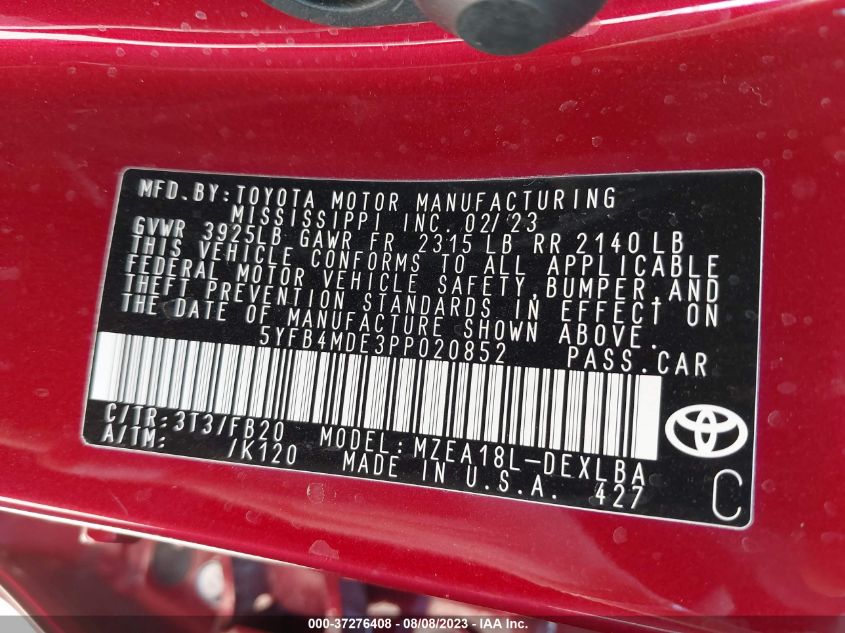 MFD.BY:TOYOTA MOTOR MANUFACTURING
MISSISSIPPI INC. 02/'23
GVWR 3925LB GAWR FR 2315 LB RR 2140 LB
THIS VEHICLE CONFORMS TO ALL APPLICABLE
FEDERAL MOTOR VEHICLE SAFETY, BUMPER, AND
THEFT PREVENTION STANDARDS IN EFFECT ON
THE DATE OF MANUFACTURE SHOWN ABOVE.
5YFB4MDE3PP020852 PASS.CAR
C/TR:3T3/FB20 MODEL:MZEA18L-DEXLBA
A/TM: /K120 MADE IN U.S.A. 427
C
000-37276408 - 08/08/2023 - IAA Inc.